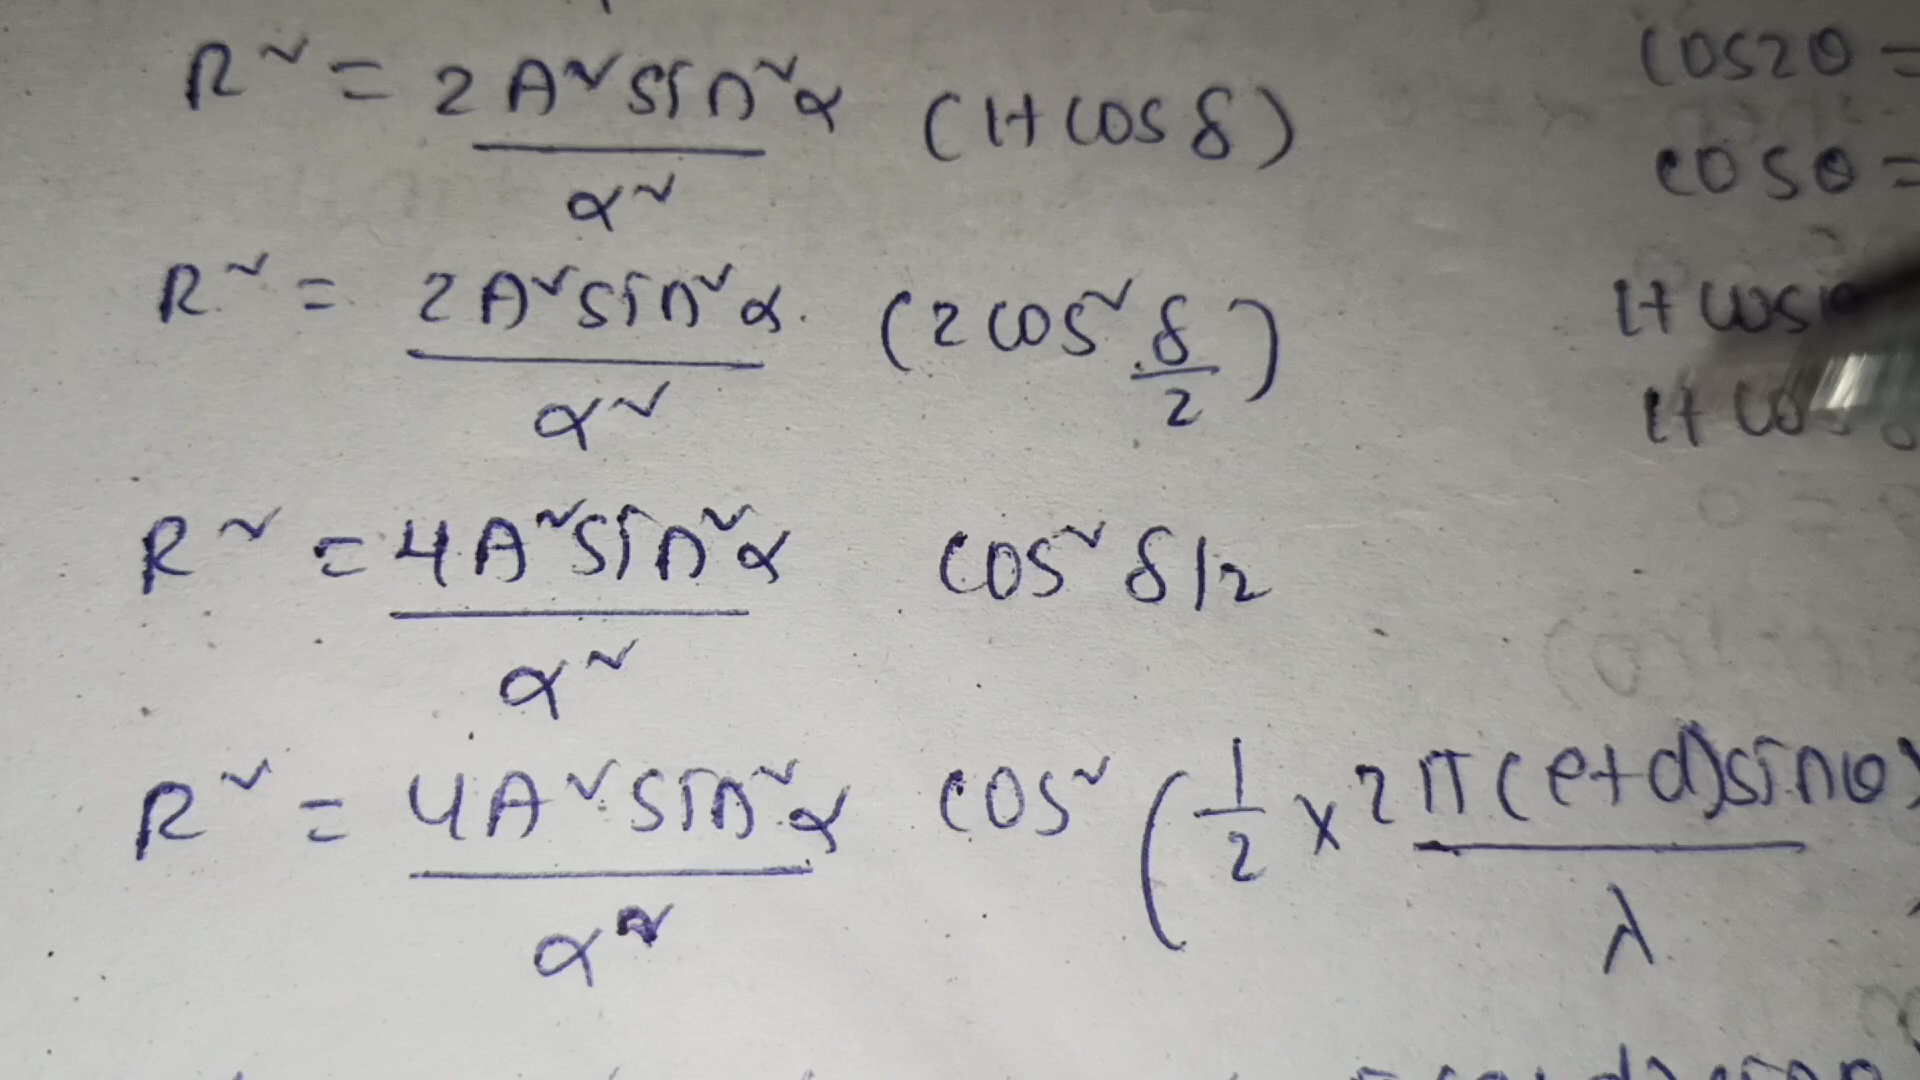 R² = 2A² sin²α / α² (1+cosδ)
cos2θ =
cosθ =
R² = 2A² sin²α / α² (2cos² δ/2)
1+cos
1+cos
R² = 4A² sin²α / α² cos² δ/2
R² = 4A² sin²α / α² cos² (1/2 × 2π(e+d)sinθ / λ